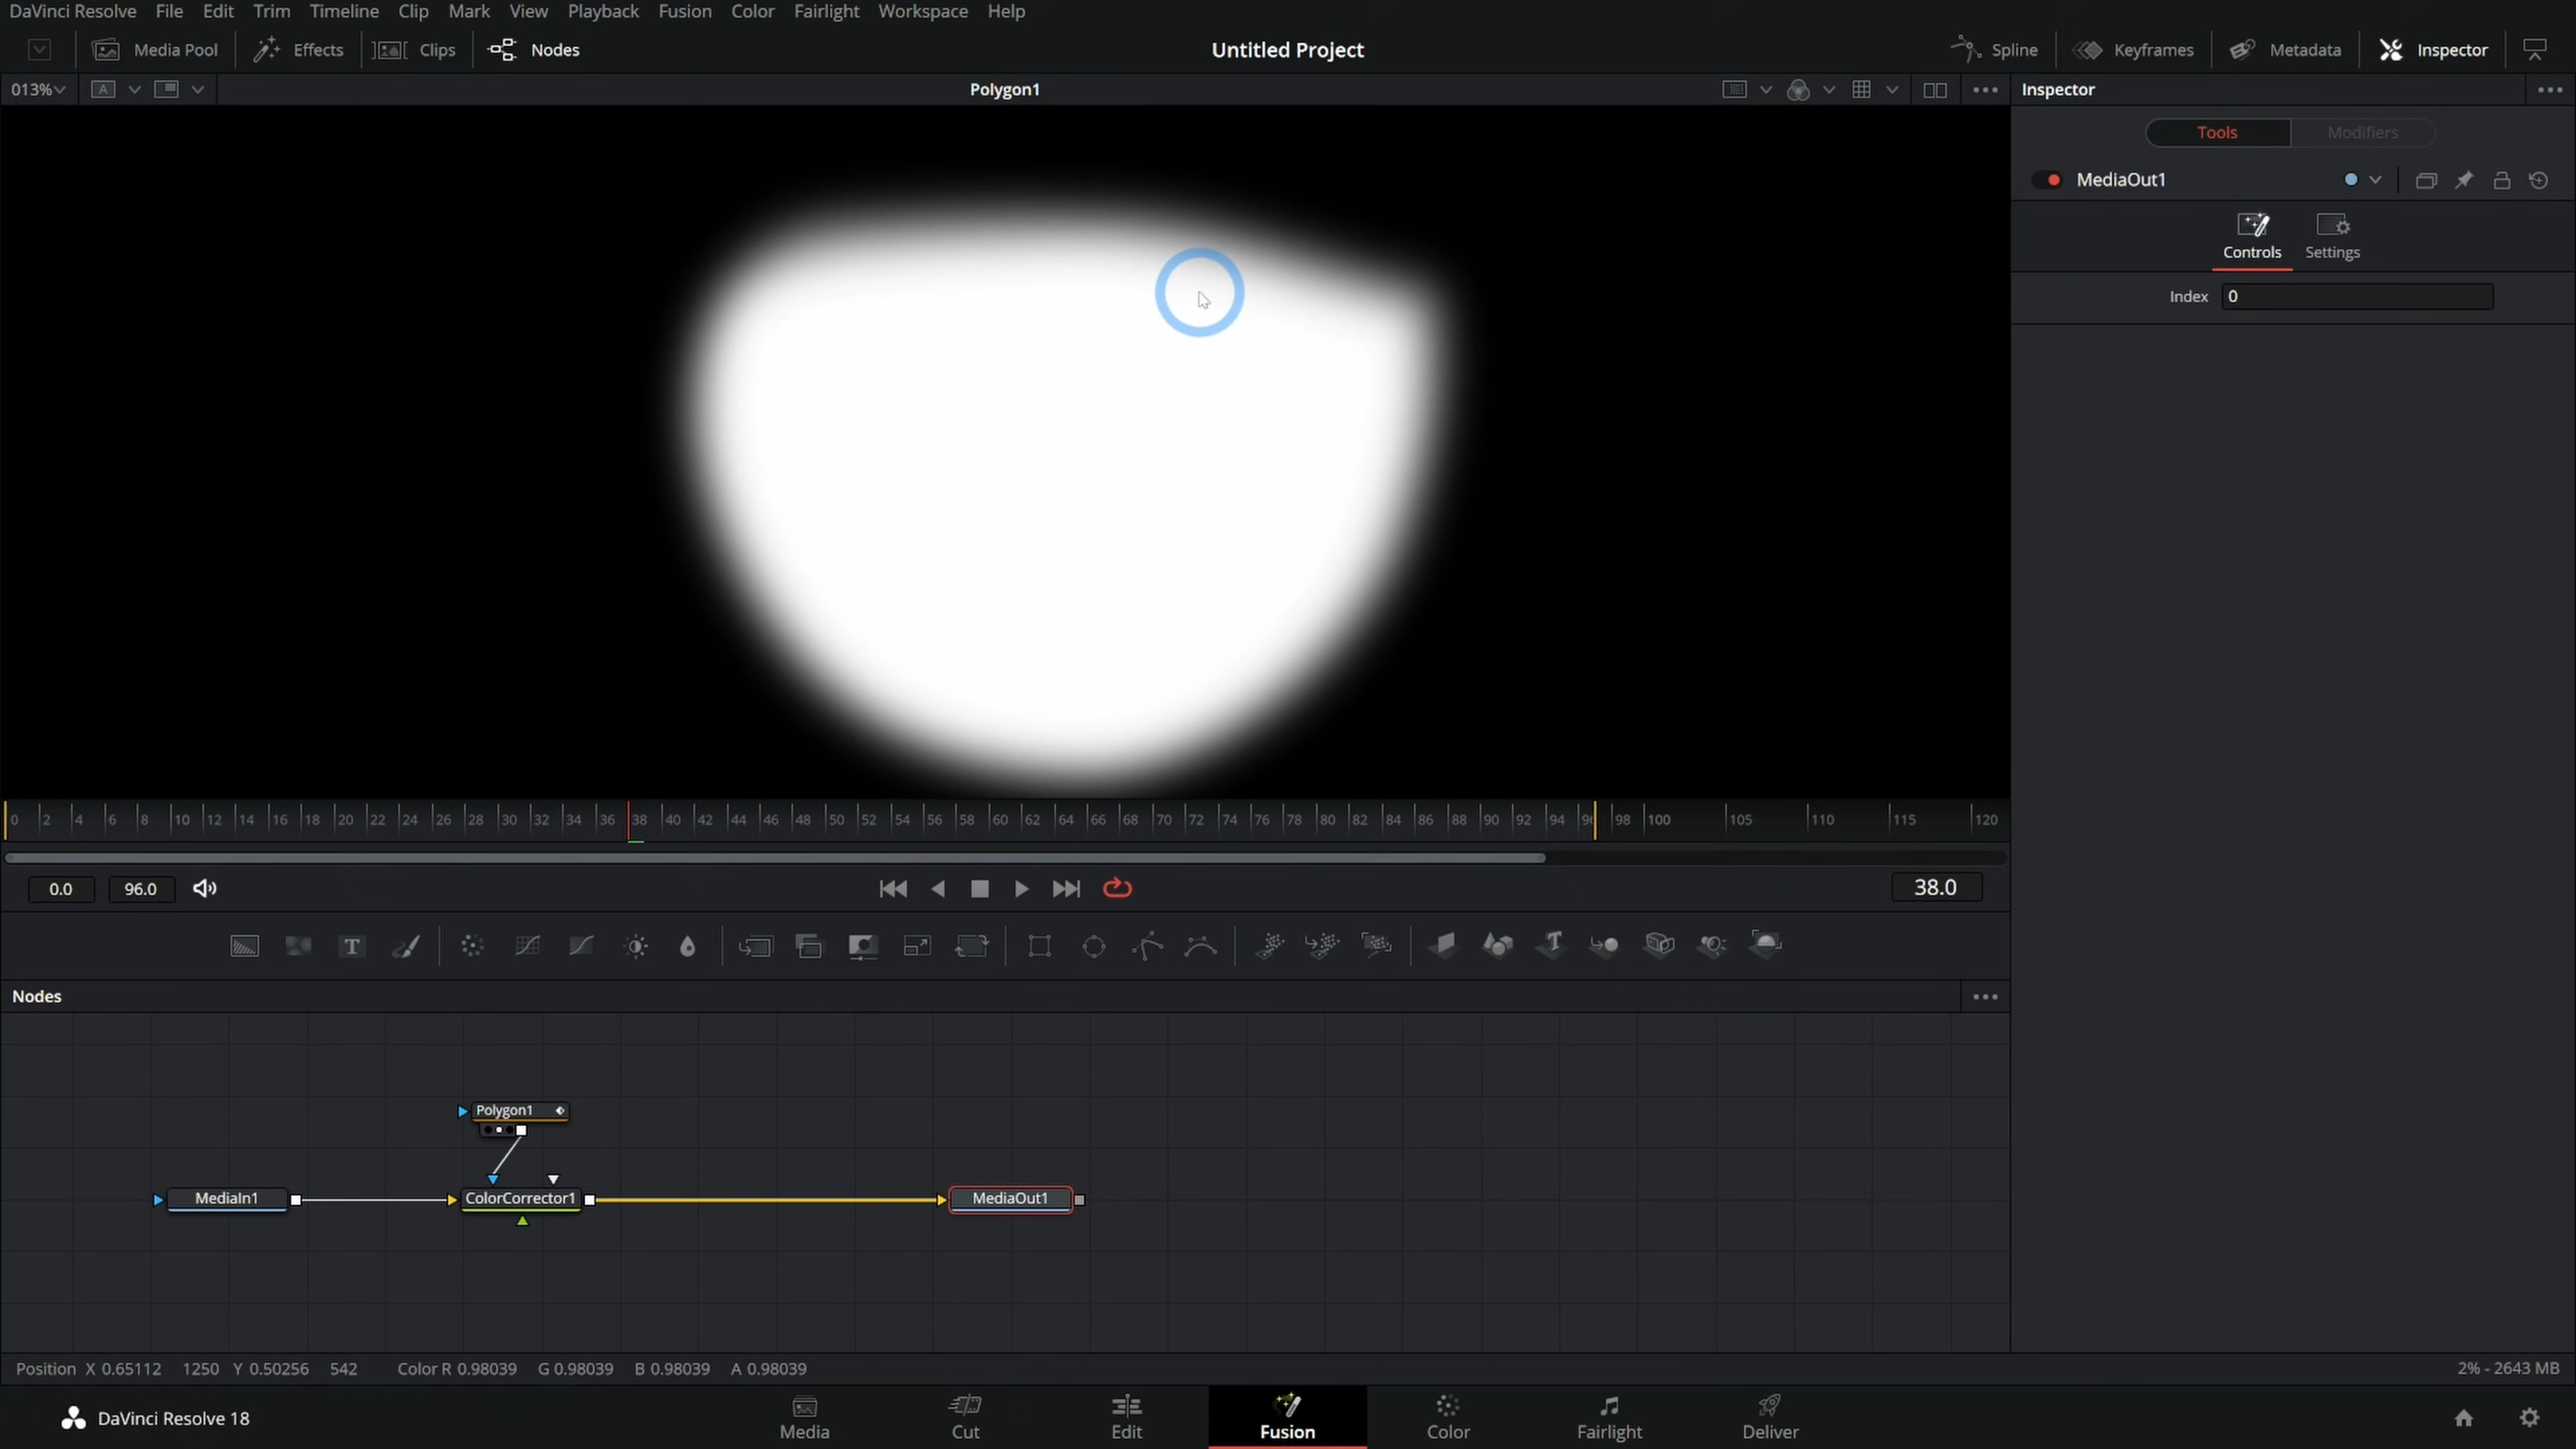 DaVinci Resolve File Edit Trim Timeline Clip Mark View Playback Fusion Color Fairlight Workspace Help
Media Pool Effects Clips Nodes Untitled Project Spline Keyframes Metadata Inspector
013% A Polygon1 Inspector
Tools Modifiers
MediaOut1
Controls Settings
Index 0
0 2 4 6 8 10 12 14 16 18 20 22 24 26 28 30 32 34 36 38 40 42 44 46 48 50 52 54 56 58 60 62 64 66 68 70 72 74 76 78 80 82 84 86 88 90 92 94 98 100 105 110 115 120
0.0 96.0 38.0
T T
Nodes
Polygon1
MediaIn1 ColorCorrector1 MediaOut1
Position X 0.65112 1250 Y 0.50256 542 Color R 0.98039 G 0.98039 B 0.98039 A 0.98039 2% - 2643 MB
DaVinci Resolve 18 Media Cut Edit Fusion Color Fairlight Deliver